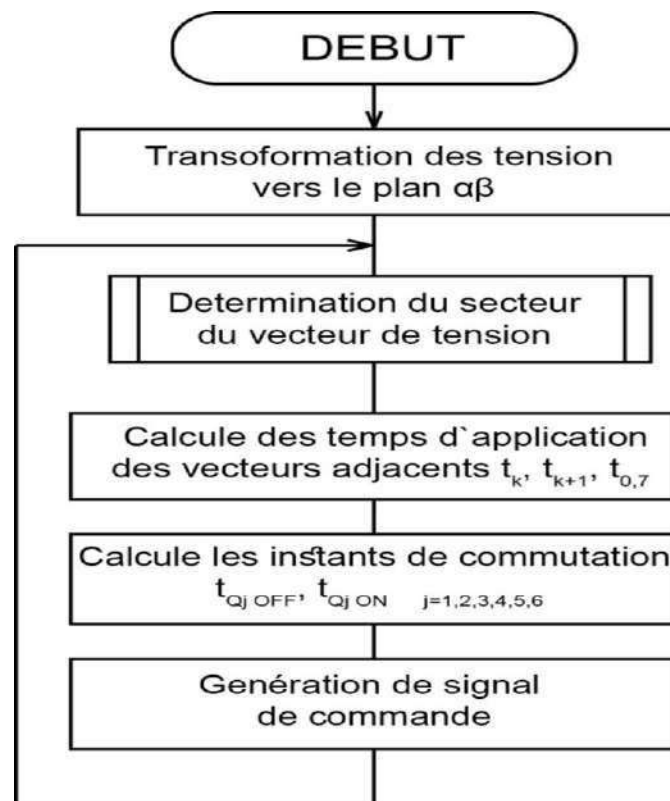 DEBUT
Transoformation des tension
vers le plan αβ
Determination du secteur
du vecteur de tension
Calcule des temps d`application
des vecteurs adjacents tk, tk+1, t0,7
Calcule les instants de commutation
tQj OFF, tQj ON j=1,2,3,4,5,6
Genération de signal
de commande